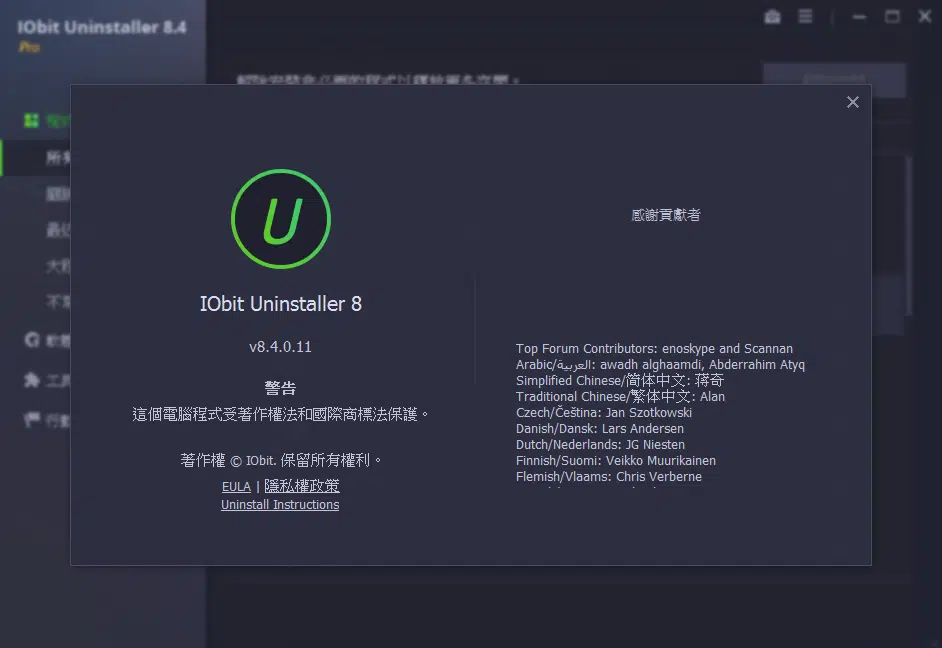 IObit Uninstaller 8.4
Pro
U
IObit Uninstaller 8
v8.4.0.11
警告
這個電腦程式受著作權法和國際商標法保護。
著作權 © IObit. 保留所有權利。
EULA | 隱私權政策
Uninstall Instructions
感謝貢獻者
Top Forum Contributors: enoskype and Scannan
Arabic/العربية: awadh alghaamdi, Abderrahim Atyq
Simplified Chinese/简体中文: 蒋奇
Traditional Chinese/繁体中文: Alan
Czech/Čeština: Jan Szotkowski
Danish/Dansk: Lars Andersen
Dutch/Nederlands: JG Niesten
Finnish/Suomi: Veikko Muurikainen
Flemish/Vlaams: Chris Verberne